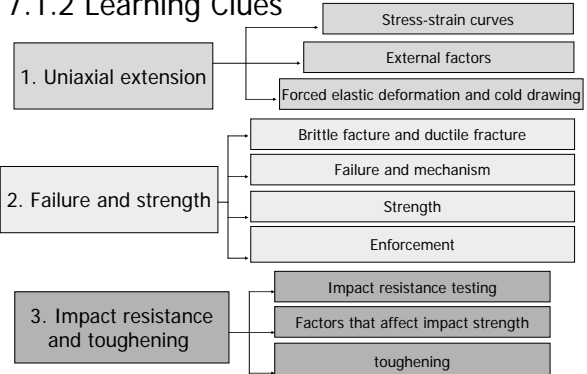 7.1.2 Learning Clues
1. Uniaxial extension
Stress-strain curves
External factors
Forced elastic deformation and cold drawing
2. Failure and strength
Brittle facture and ductile fracture
Failure and mechanism
Strength
Enforcement
3. Impact resistance
and toughening
Impact resistance testing
Factors that affect impact strength
toughening